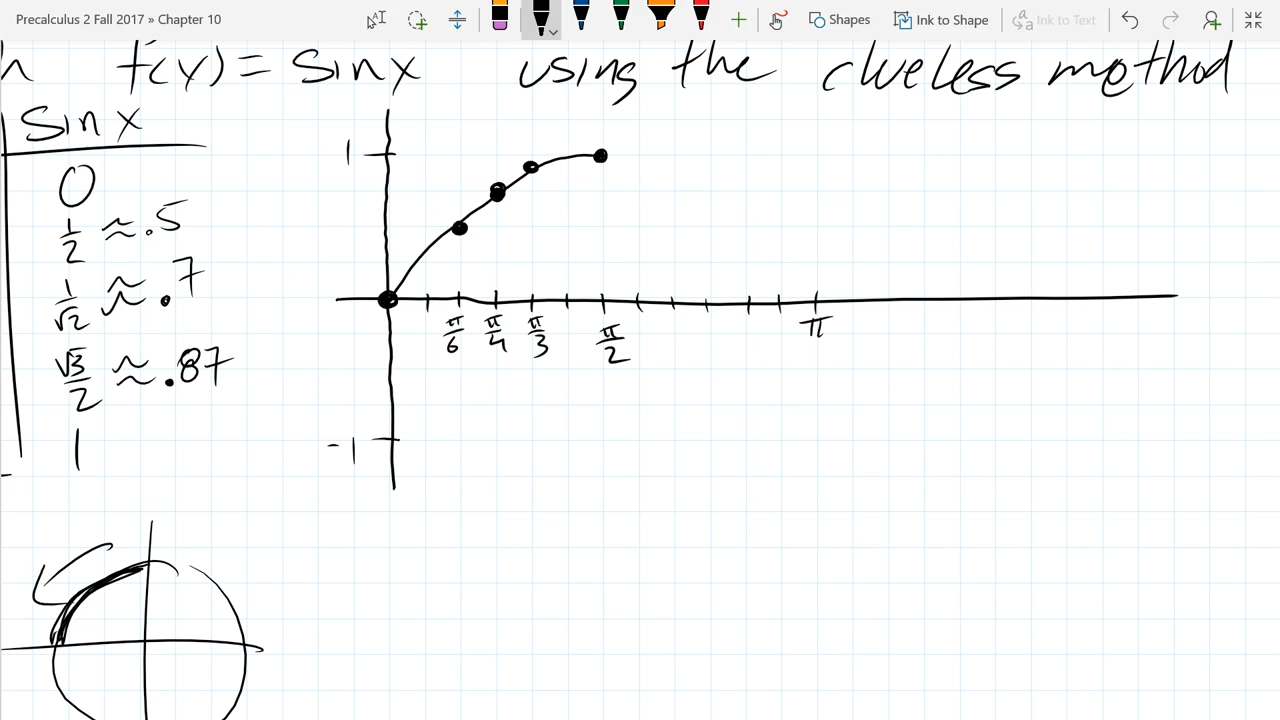 Precalculus 2 Fall 2017 » Chapter 10
Shapes
Ink to Shape
Ink to Text
f(y) = sin x using the clueless method
sin x
0
1/2 ≈ .5
1/√2 ≈ .7
√3/2 ≈ .87
1
1
π/6 π/4 π/3 π/2 π
-1